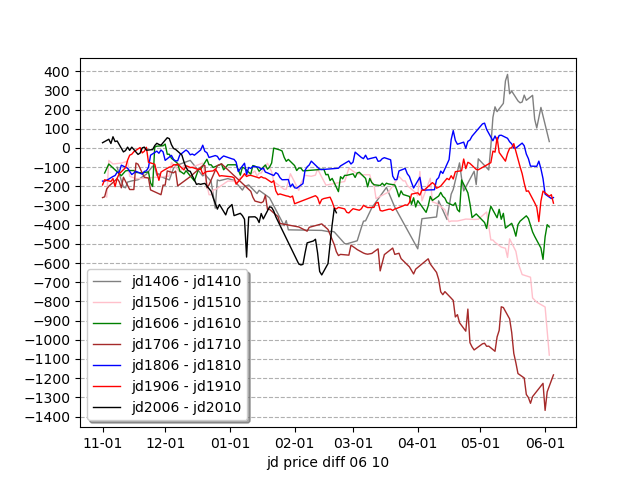 400
300
200
100
0
−100
−200
−300
−400
−500
−600
−700
−800
−900
−1000
−1100
−1200
−1300
−1400
jd1406 - jd1410
jd1506 - jd1510
jd1606 - jd1610
jd1706 - jd1710
jd1806 - jd1810
jd1906 - jd1910
jd2006 - jd2010
11-01 12-01 01-01 02-01 03-01 04-01 05-01 06-01
jd price diff 06 10